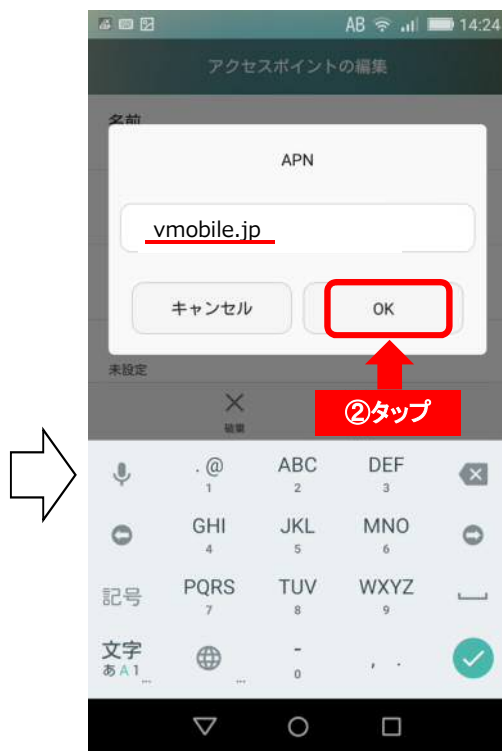 AB 14:24
アクセスポイントの編集
名前
APN
vmobile.jp
キャンセル OK
未設定
②タップ
破棄
. @ ABC DEF
1 2 3
GHI JKL MNO
4 5 6
記号 PQRS TUV WXYZ
7 8 9
文字 - , .
あA1 ... ... 0